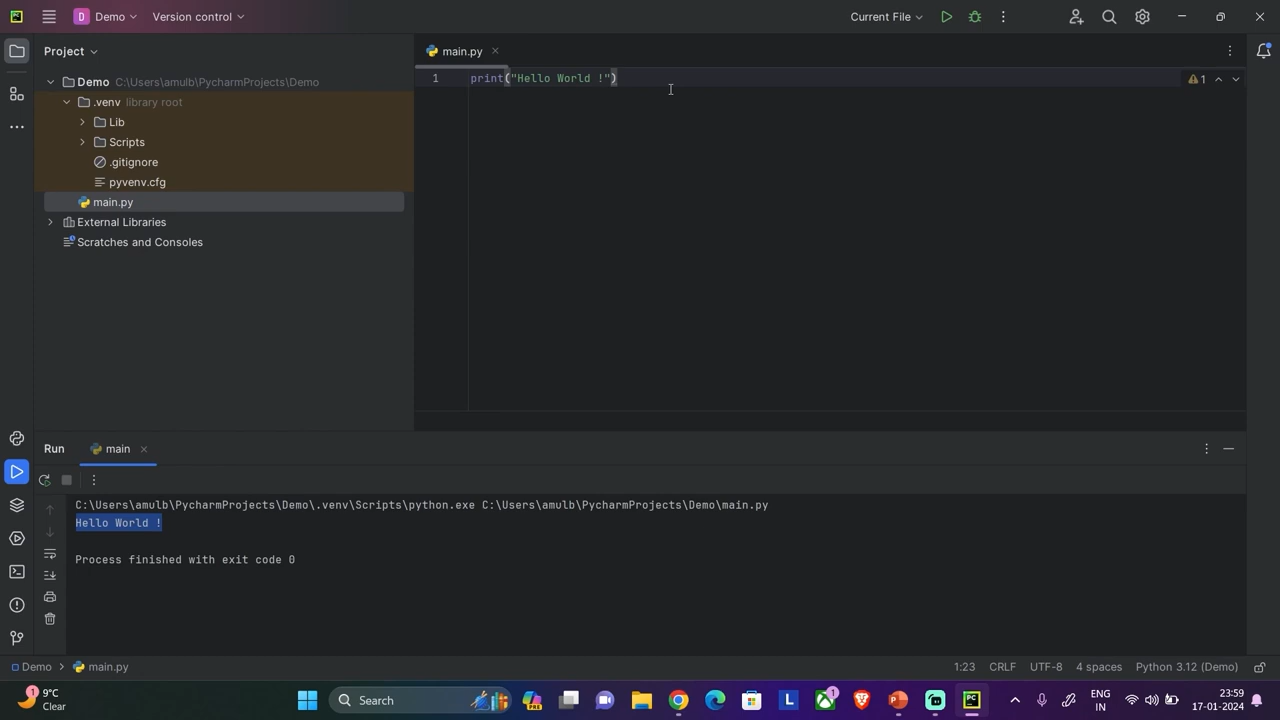 D Demo Version control Current File
Project
main.py
Demo C:\Users\amulb\PycharmProjects\Demo
.venv library root
Lib
Scripts
.gitignore
pyvenv.cfg
main.py
External Libraries
Scratches and Consoles
1 print("Hello World !")
1
Run main
C:\Users\amulb\PycharmProjects\Demo\.venv\Scripts\python.exe C:\Users\amulb\PycharmProjects\Demo\main.py
Hello World !
Process finished with exit code 0
Demo > main.py 1:23 CRLF UTF-8 4 spaces Python 3.12 (Demo)
1 9°C
Clear
Search
L
1
PC
ENG
IN
23:59
17-01-2024